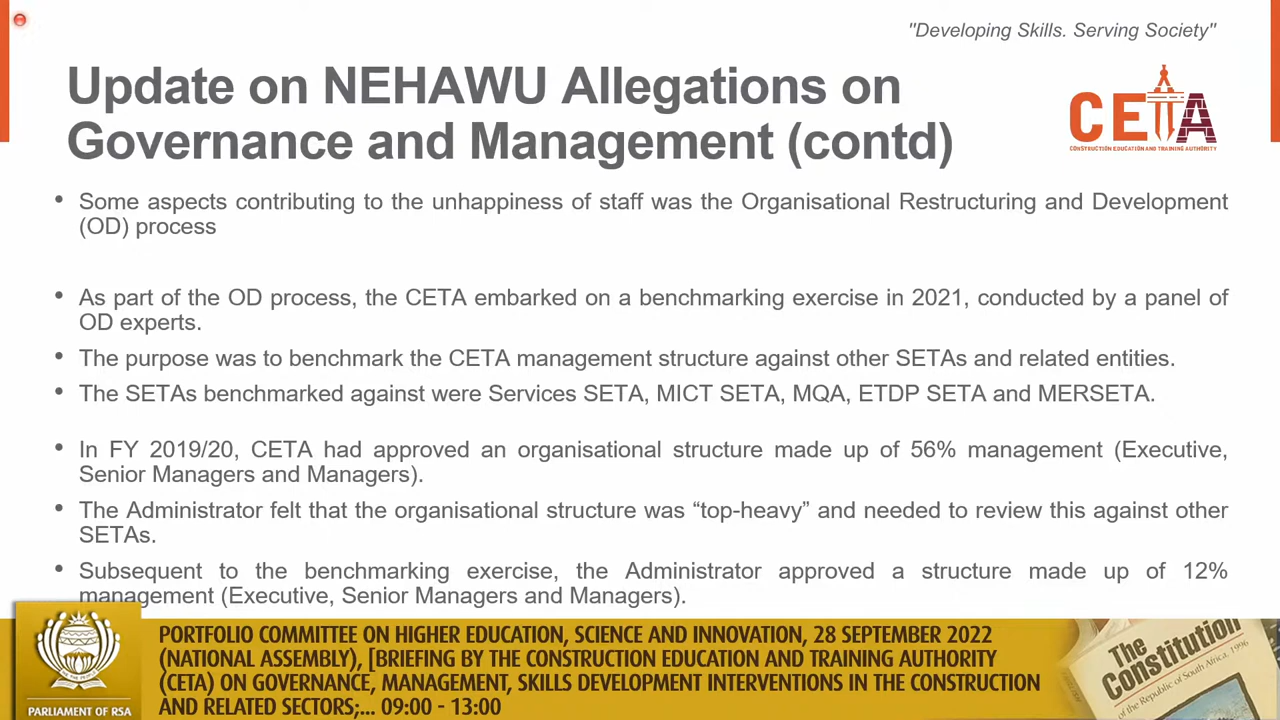 "Developing Skills. Serving Society"
Update on NEHAWU Allegations on
Governance and Management (contd)
CETA
CONSTRUCTION EDUCATION AND TRAINING AUTHORITY
• Some aspects contributing to the unhappiness of staff was the Organisational Restructuring and Development
(OD) process
• As part of the OD process, the CETA embarked on a benchmarking exercise in 2021, conducted by a panel of
OD experts.
• The purpose was to benchmark the CETA management structure against other SETAs and related entities.
• The SETAs benchmarked against were Services SETA, MICT SETA, MQA, ETDP SETA and MERSETA.
• In FY 2019/20, CETA had approved an organisational structure made up of 56% management (Executive,
Senior Managers and Managers).
• The Administrator felt that the organisational structure was “top-heavy” and needed to review this against other
SETAs.
• Subsequent to the benchmarking exercise, the Administrator approved a structure made up of 12%
management (Executive, Senior Managers and Managers).
PORTFOLIO COMMITTEE ON HIGHER EDUCATION, SCIENCE AND INNOVATION, 28 SEPTEMBER 2022
(NATIONAL ASSEMBLY), [BRIEFING BY THE CONSTRUCTION EDUCATION AND TRAINING AUTHORITY
(CETA) ON GOVERNANCE, MANAGEMENT, SKILLS DEVELOPMENT INTERVENTIONS IN THE CONSTRUCTION
AND RELATED SECTORS;... 09:00 - 13:00
PARLIAMENT OF RSA
The
Constitution
of the Republic of South Africa, 1996